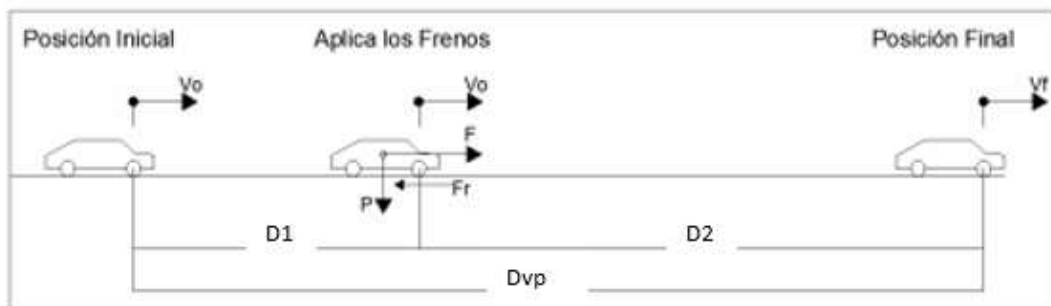 Posición Inicial
Aplica los Frenos
Posición Final
Vo
Vo
Vf
F
Fr
P
D1
D2
Dvp